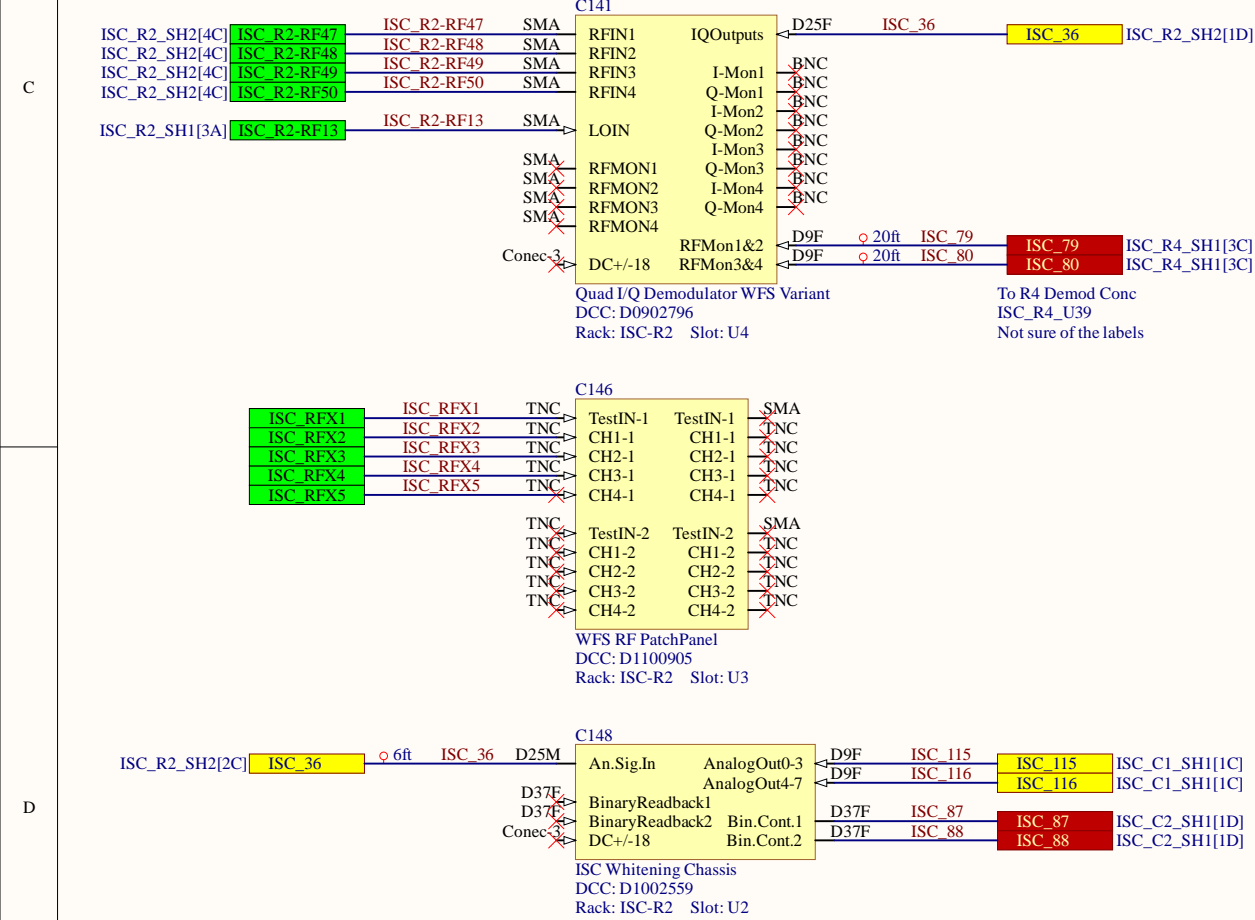 C141
ISC_R2_SH2[4C] ISC_R2-RF47 ISC_R2-RF47 SMA RFIN1 IQOutputs D25F ISC_36 ISC_36 ISC_R2_SH2[1D]
ISC_R2_SH2[4C] ISC_R2-RF48 ISC_R2-RF48 SMA RFIN2
ISC_R2_SH2[4C] ISC_R2-RF49 ISC_R2-RF49 SMA RFIN3 I-Mon1 BNC
C ISC_R2_SH2[4C] ISC_R2-RF50 ISC_R2-RF50 SMA RFIN4 Q-Mon1 BNC
I-Mon2 BNC
ISC_R2_SH1[3A] ISC_R2-RF13 ISC_R2-RF13 SMA LOIN Q-Mon2 BNC
I-Mon3 BNC
SMA RFMON1 Q-Mon3 BNC
SMA RFMON2 I-Mon4 BNC
SMA RFMON3 Q-Mon4 BNC
SMA RFMON4
RFMon1&2 D9F 20ft ISC_79 ISC_79 ISC_R4_SH1[3C]
Conec-3 DC+/-18 RFMon3&4 D9F 20ft ISC_80 ISC_80 ISC_R4_SH1[3C]
Quad I/Q Demodulator WFS Variant To R4 Demod Conc
DCC: D0902796 ISC_R4_U39
Rack: ISC-R2 Slot: U4 Not sure of the labels
C146
ISC_RFX1 ISC_RFX1 TNC TestIN-1 TestIN-1 SMA
ISC_RFX2 ISC_RFX2 TNC CH1-1 CH1-1 TNC
ISC_RFX3 ISC_RFX3 TNC CH2-1 CH2-1 TNC
ISC_RFX4 ISC_RFX4 TNC CH3-1 CH3-1 TNC
ISC_RFX5 ISC_RFX5 TNC CH4-1 CH4-1 TNC
TNC TestIN-2 TestIN-2 SMA
TNC CH1-2 CH1-2 TNC
TNC CH2-2 CH2-2 TNC
TNC CH3-2 CH3-2 TNC
TNC CH4-2 CH4-2 TNC
WFS RF PatchPanel
DCC: D1100905
Rack: ISC-R2 Slot: U3
C148
ISC_R2_SH2[2C] ISC_36 6ft ISC_36 D25M An.Sig.In AnalogOut0-3 D9F ISC_115 ISC_115 ISC_C1_SH1[1C]
AnalogOut4-7 D9F ISC_116 ISC_116 ISC_C1_SH1[1C]
D D37F BinaryReadback1
D37F BinaryReadback2 Bin.Cont.1 D37F ISC_87 ISC_87 ISC_C2_SH1[1D]
Conec-3 DC+/-18 Bin.Cont.2 D37F ISC_88 ISC_88 ISC_C2_SH1[1D]
ISC Whitening Chassis
DCC: D1002559
Rack: ISC-R2 Slot: U2